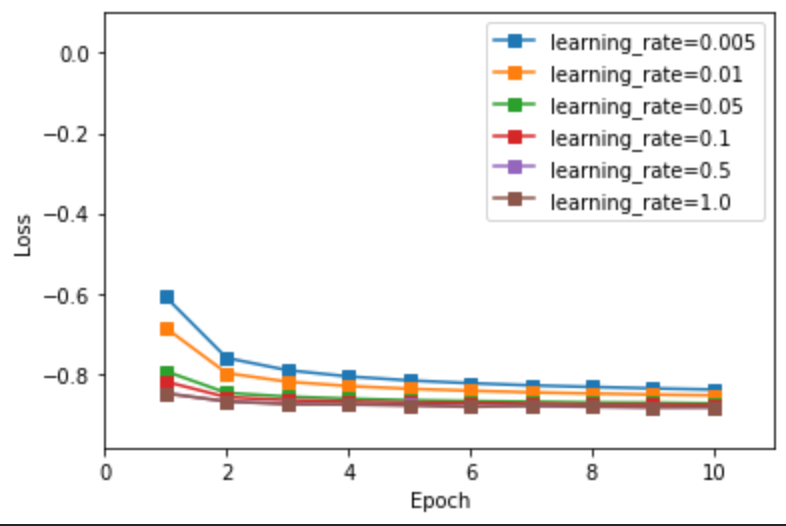 0.0
−0.2
−0.4
−0.6
−0.8
Loss
learning_rate=0.005
learning_rate=0.01
learning_rate=0.05
learning_rate=0.1
learning_rate=0.5
learning_rate=1.0
0 2 4 6 8 10
Epoch